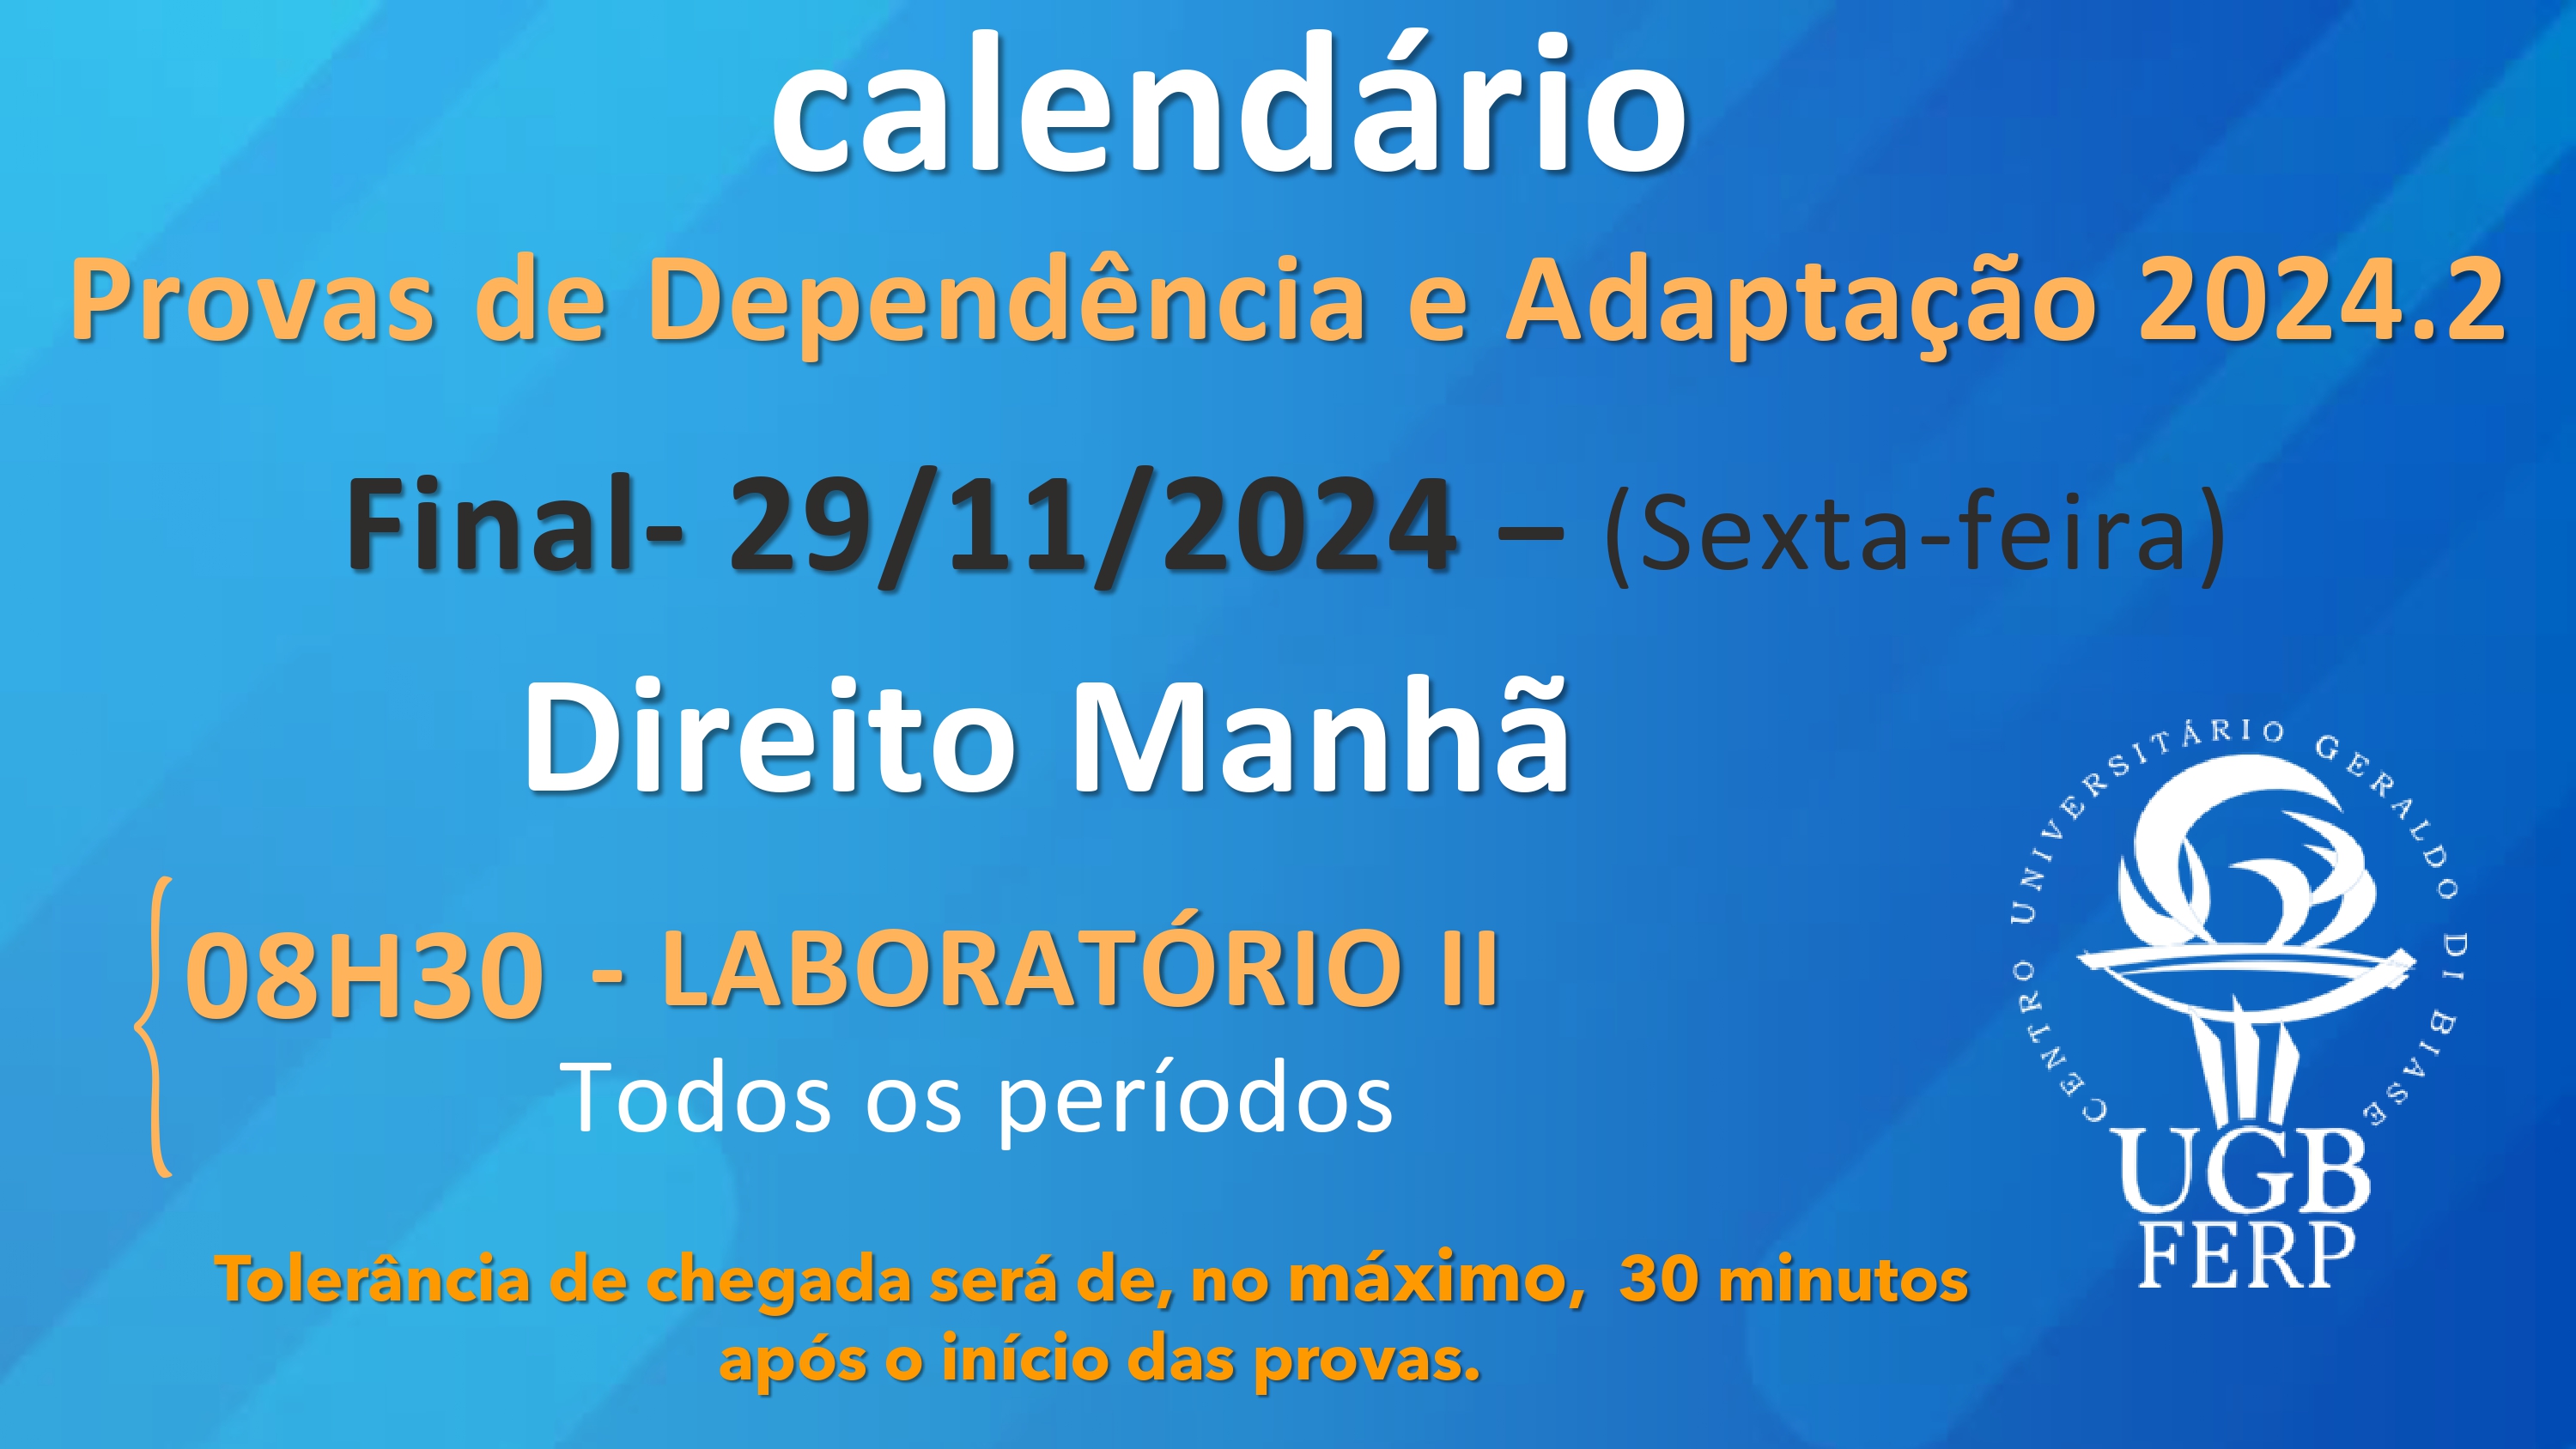 calendário
Provas de Dependência e Adaptação 2024.2
Final- 29/11/2024 – (Sexta-feira)
Direito Manhã
08H30 - LABORATÓRIO II
Todos os períodos
Tolerância de chegada será de, no máximo, 30 minutos
após o início das provas.
CENTRO UNIVERSITÁRIO GERALDO DI BIASE
UGB
FERP